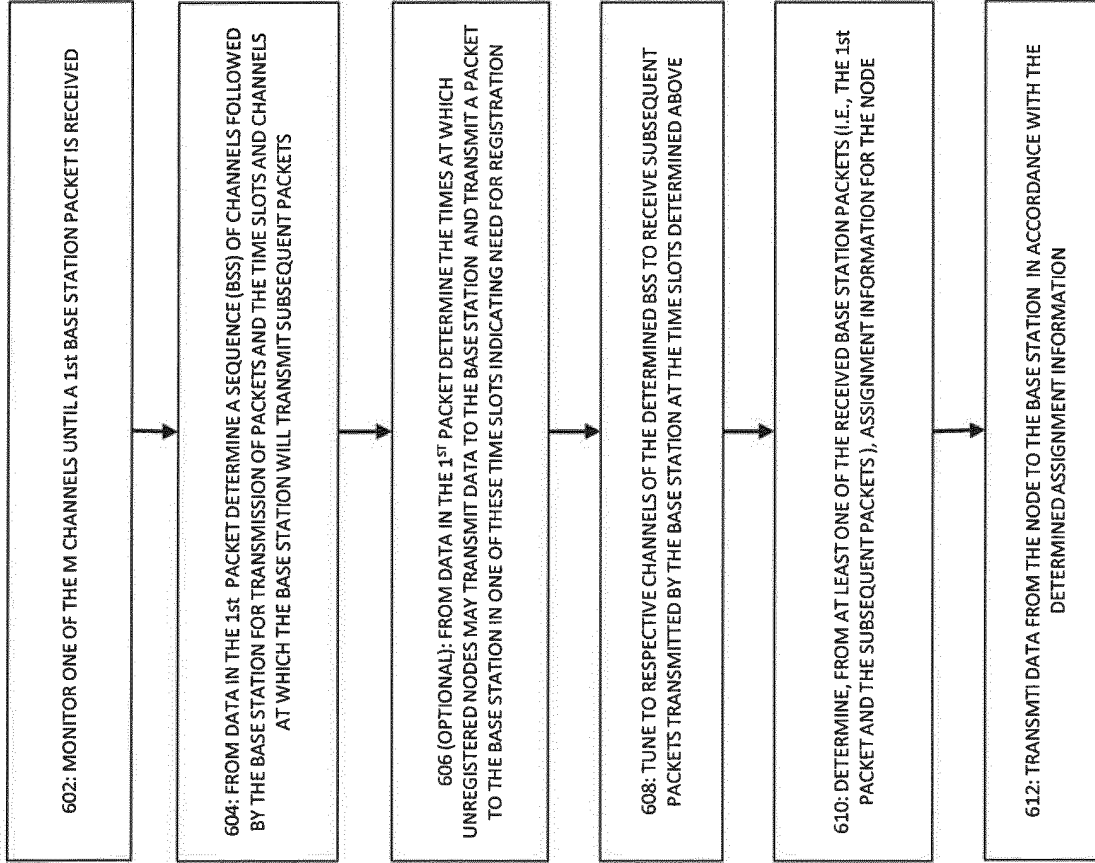 602: MONITOR ONE OF THE M CHANNELS UNTIL A 1st BASE STATION PACKET IS RECEIVED
604: FROM DATA IN THE 1st PACKET DETERMINE A SEQUENCE (BSS) OF CHANNELS FOLLOWED
BY THE BASE STATION FOR TRANSMISSION OF PACKETS AND THE TIME SLOTS AND CHANNELS
AT WHICH THE BASE STATION WILL TRANSMIT SUBSEQUENT PACKETS
606 (OPTIONAL): FROM DATA IN THE 1ST PACKET DETERMINE THE TIMES AT WHICH
UNREGISTERED NODES MAY TRANSMIT DATA TO THE BASE STATION AND TRANSMIT A PACKET
TO THE BASE STATION IN ONE OF THESE TIME SLOTS INDICATING NEED FOR REGISTRATION
608: TUNE TO RESPECTIVE CHANNELS OF THE DETERMINED BSS TO RECEIVE SUBSEQUENT
PACKETS TRANSMITTED BY THE BASE STATION AT THE TIME SLOTS DETERMINED ABOVE
610: DETERMINE, FROM AT LEAST ONE OF THE RECEIVED BASE STATION PACKETS (I.E., THE 1st
PACKET AND THE SUBSEQUENT PACKETS ), ASSIGNMENT INFORMATION FOR THE NODE
612: TRANSMTI DATA FROM THE NODE TO THE BASE STATION IN ACCORDANCE WITH THE
DETERMINED ASSIGNMENT INFORMATION